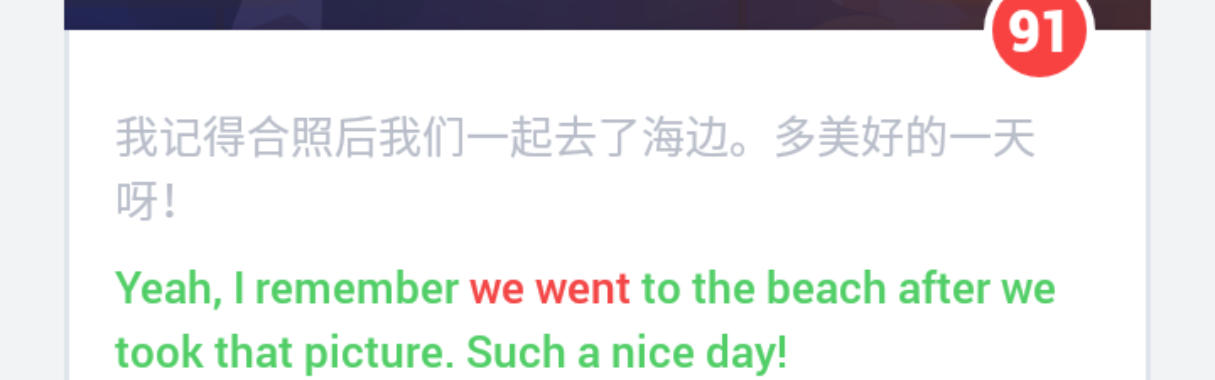 91
我记得合照后我们一起去了海边。多美好的一天
呀!
Yeah, I remember we went to the beach after we
took that picture. Such a nice day!